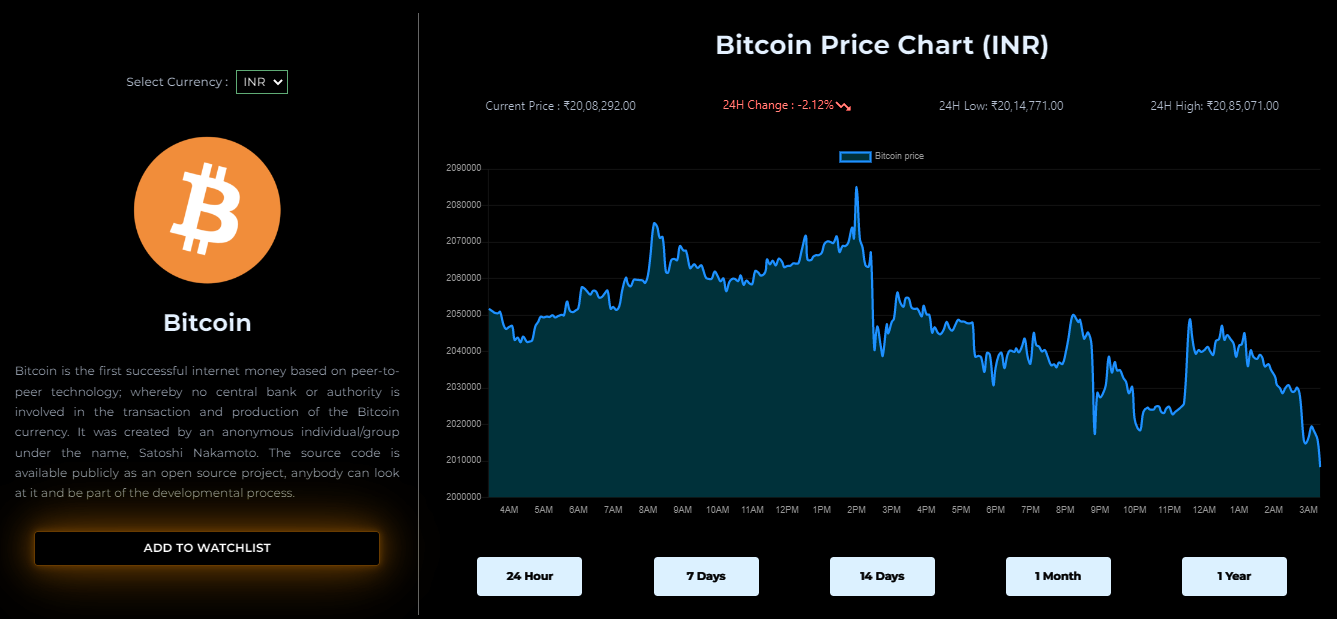 Select Currency : INR
Bitcoin
Bitcoin is the first successful internet money based on peer-to-
peer technology; whereby no central bank or authority is
involved in the transaction and production of the Bitcoin
currency. It was created by an anonymous individual/group
under the name, Satoshi Nakamoto. The source code is
available publicly as an open source project, anybody can look
at it and be part of the developmental process.
ADD TO WATCHLIST
Bitcoin Price Chart (INR)
Current Price : ₹20,08,292.00 24H Change : -2.12% 24H Low: ₹20,14,771.00 24H High: ₹20,85,071.00
Bitcoin price
2090000
2080000
2070000
2060000
2050000
2040000
2030000
2020000
2010000
2000000
4AM 5AM 6AM 7AM 8AM 9AM 10AM 11AM 12PM 1PM 2PM 3PM 4PM 5PM 6PM 7PM 8PM 9PM 10PM 11PM 12AM 1AM 2AM 3AM
24 Hour 7 Days 14 Days 1 Month 1 Year